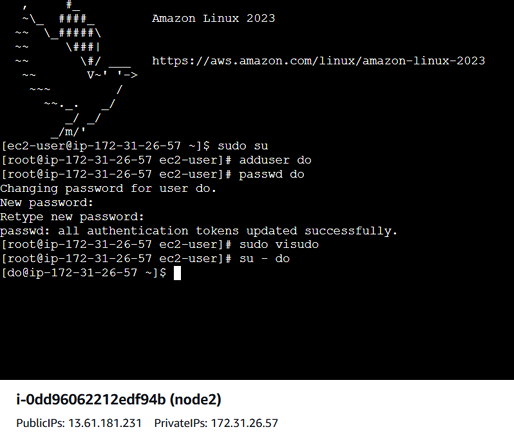 ,     #_
   ~\_  ####_        Amazon Linux 2023
  ~~  \_#####\
  ~~     \###|
  ~~       \#/ ___   https://aws.amazon.com/linux/amazon-linux-2023
   ~~       V~' '->
    ~~~         /
      ~~._.   _/
         _/ _/
       _/m/'
[ec2-user@ip-172-31-26-57 ~]$ sudo su
[root@ip-172-31-26-57 ec2-user]# adduser do
[root@ip-172-31-26-57 ec2-user]# passwd do
Changing password for user do.
New password:
Retype new password:
passwd: all authentication tokens updated successfully.
[root@ip-172-31-26-57 ec2-user]# sudo visudo
[root@ip-172-31-26-57 ec2-user]# su - do
[do@ip-172-31-26-57 ~]$
i-0dd96062212edf94b (node2)
PublicIPs: 13.61.181.231    PrivateIPs: 172.31.26.57